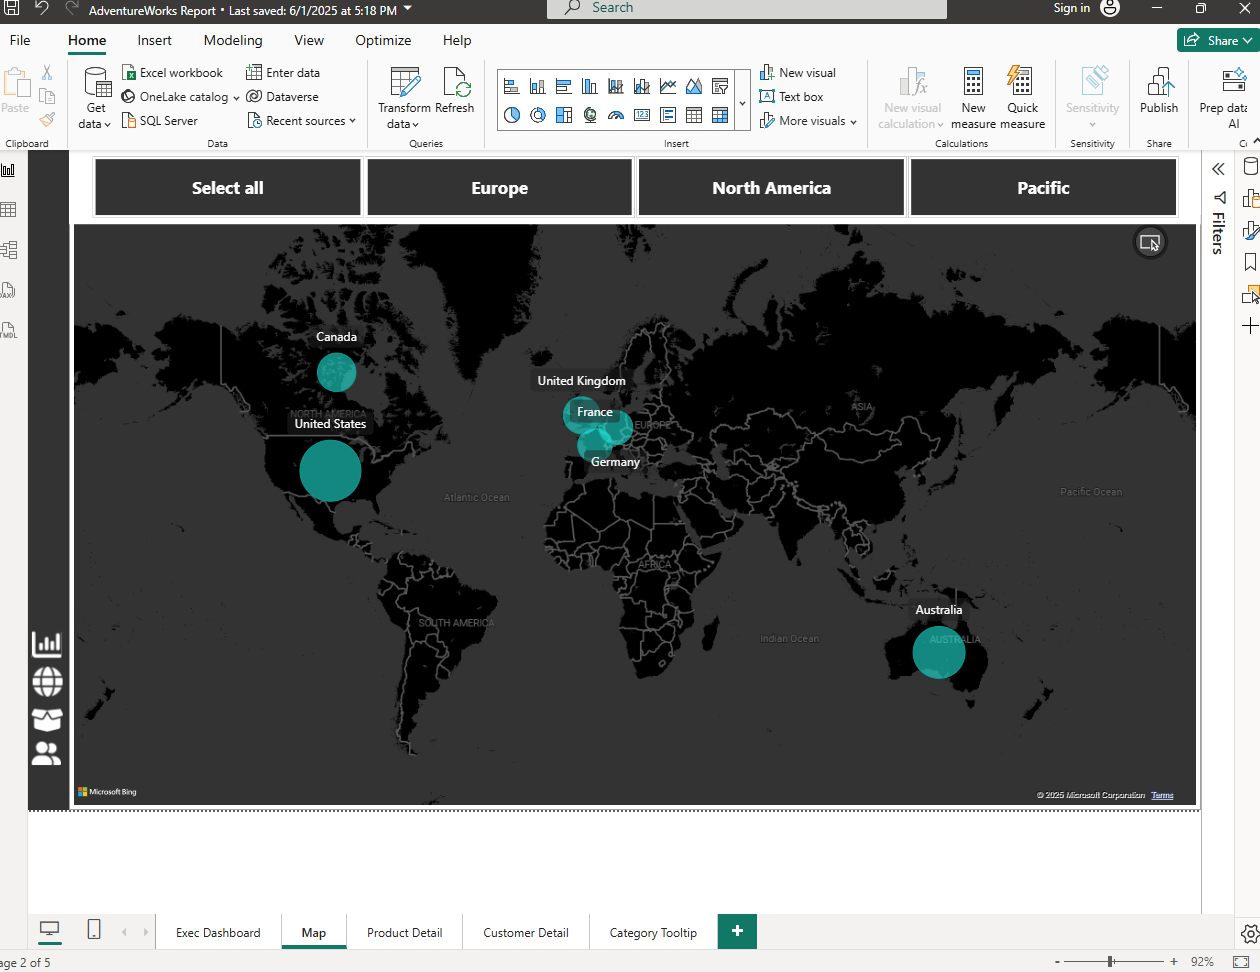 AdventureWorks Report • Last saved: 6/1/2025 at 5:18 PM
Search
Sign in
File Home Insert Modeling View Optimize Help
Share
Paste
Get data
Excel workbook
OneLake catalog
SQL Server
Enter data
Dataverse
Recent sources
Transform data
Refresh
123
New visual
Text box
More visuals
New visual calculation
New measure
Quick measure
Sensitivity
Publish
Prep data
AI
Clipboard
Data
Queries
Insert
Calculations
Sensitivity
Share
Select all
Europe
North America
Pacific
Filters
TMDL
Canada
NORTH AMERICA
United States
United Kingdom
France
EUROPE
Germany
ASIA
Atlantic Ocean
Pacific Ocean
AFRICA
SOUTH AMERICA
Indian Ocean
Australia
AUSTRALIA
Microsoft Bing
© 2025 Microsoft Corporation Terms
Exec Dashboard
Map
Product Detail
Customer Detail
Category Tooltip
+
age 2 of 5
- + 92%